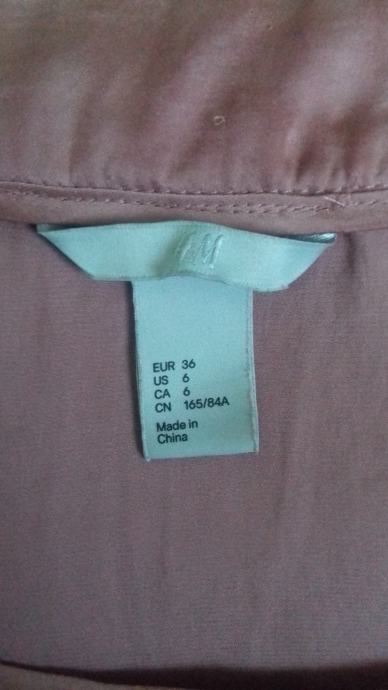 H&M
EUR 36
US 6
CA 6
CN 165/84A
Made in
China